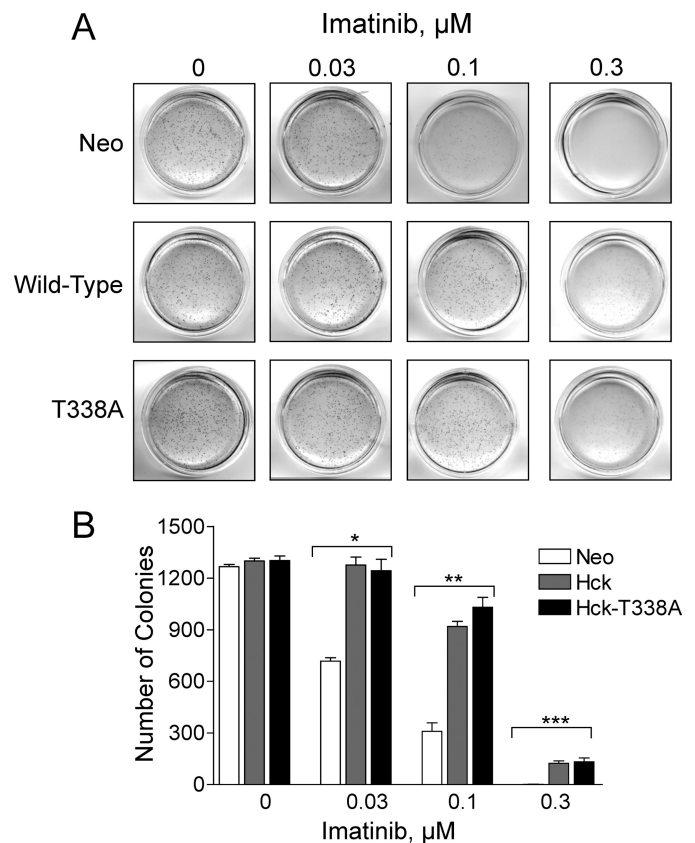 A
Imatinib, µM
0 0.03 0.1 0.3
Neo
Wild-Type
T338A
B
1500
1200
900
600
300
0
Number of Colonies
* ** ***
Neo
Hck
Hck-T338A
0 0.03 0.1 0.3
Imatinib, µM